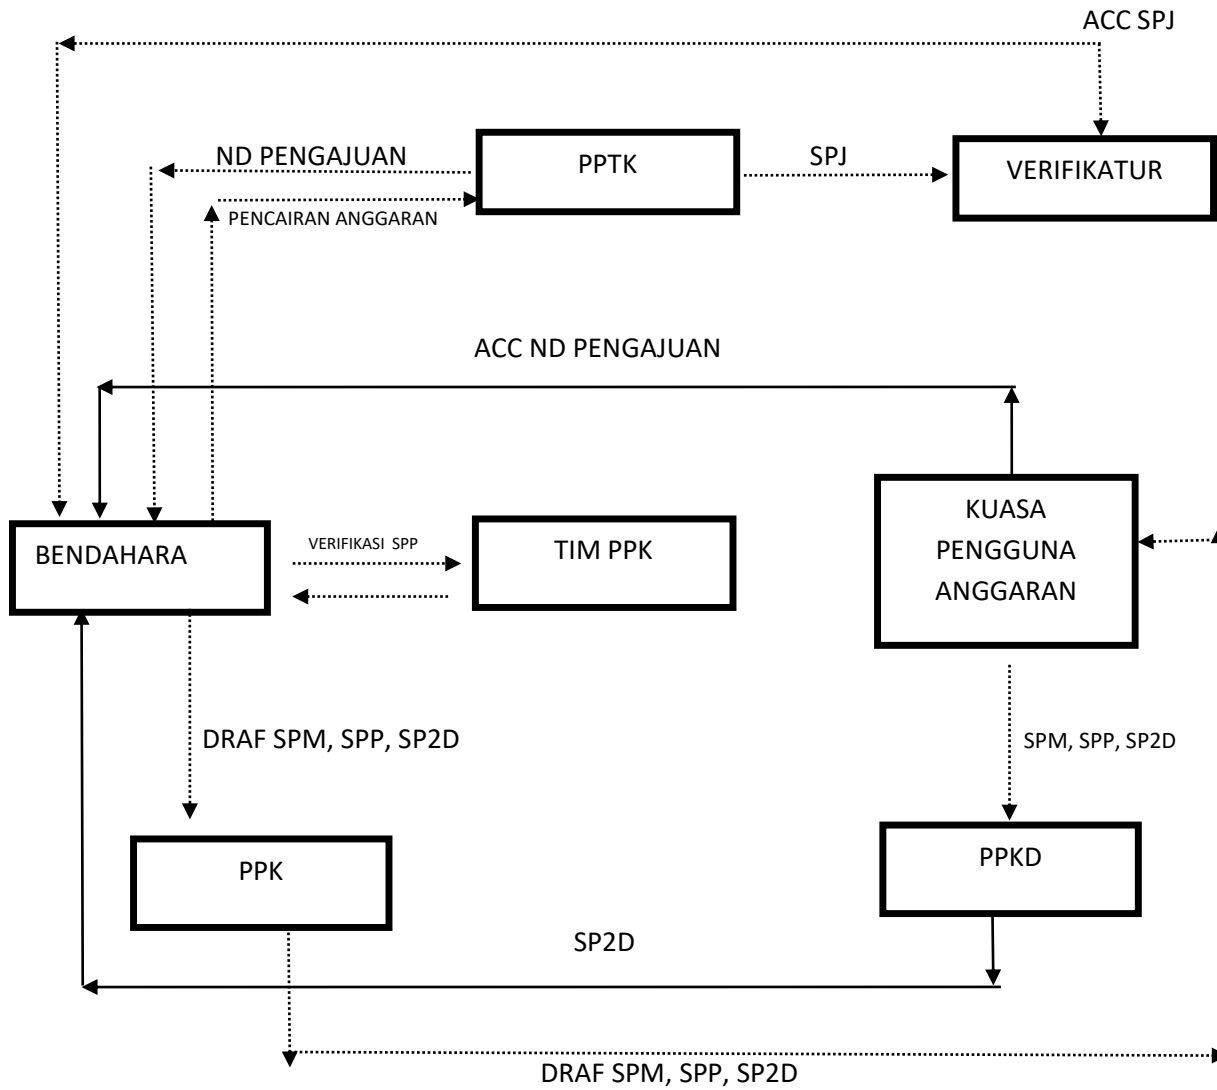 ACC SPJ
ND PENGAJUAN
PPTK
SPJ
VERIFIKATUR
PENCAIRAN ANGGARAN
ACC ND PENGAJUAN
BENDAHARA
VERIFIKASI SPP
TIM PPK
KUASA
PENGGUNA
ANGGARAN
DRAF SPM, SPP, SP2D
SPM, SPP, SP2D
PPK
PPKD
SP2D
DRAF SPM, SPP, SP2D